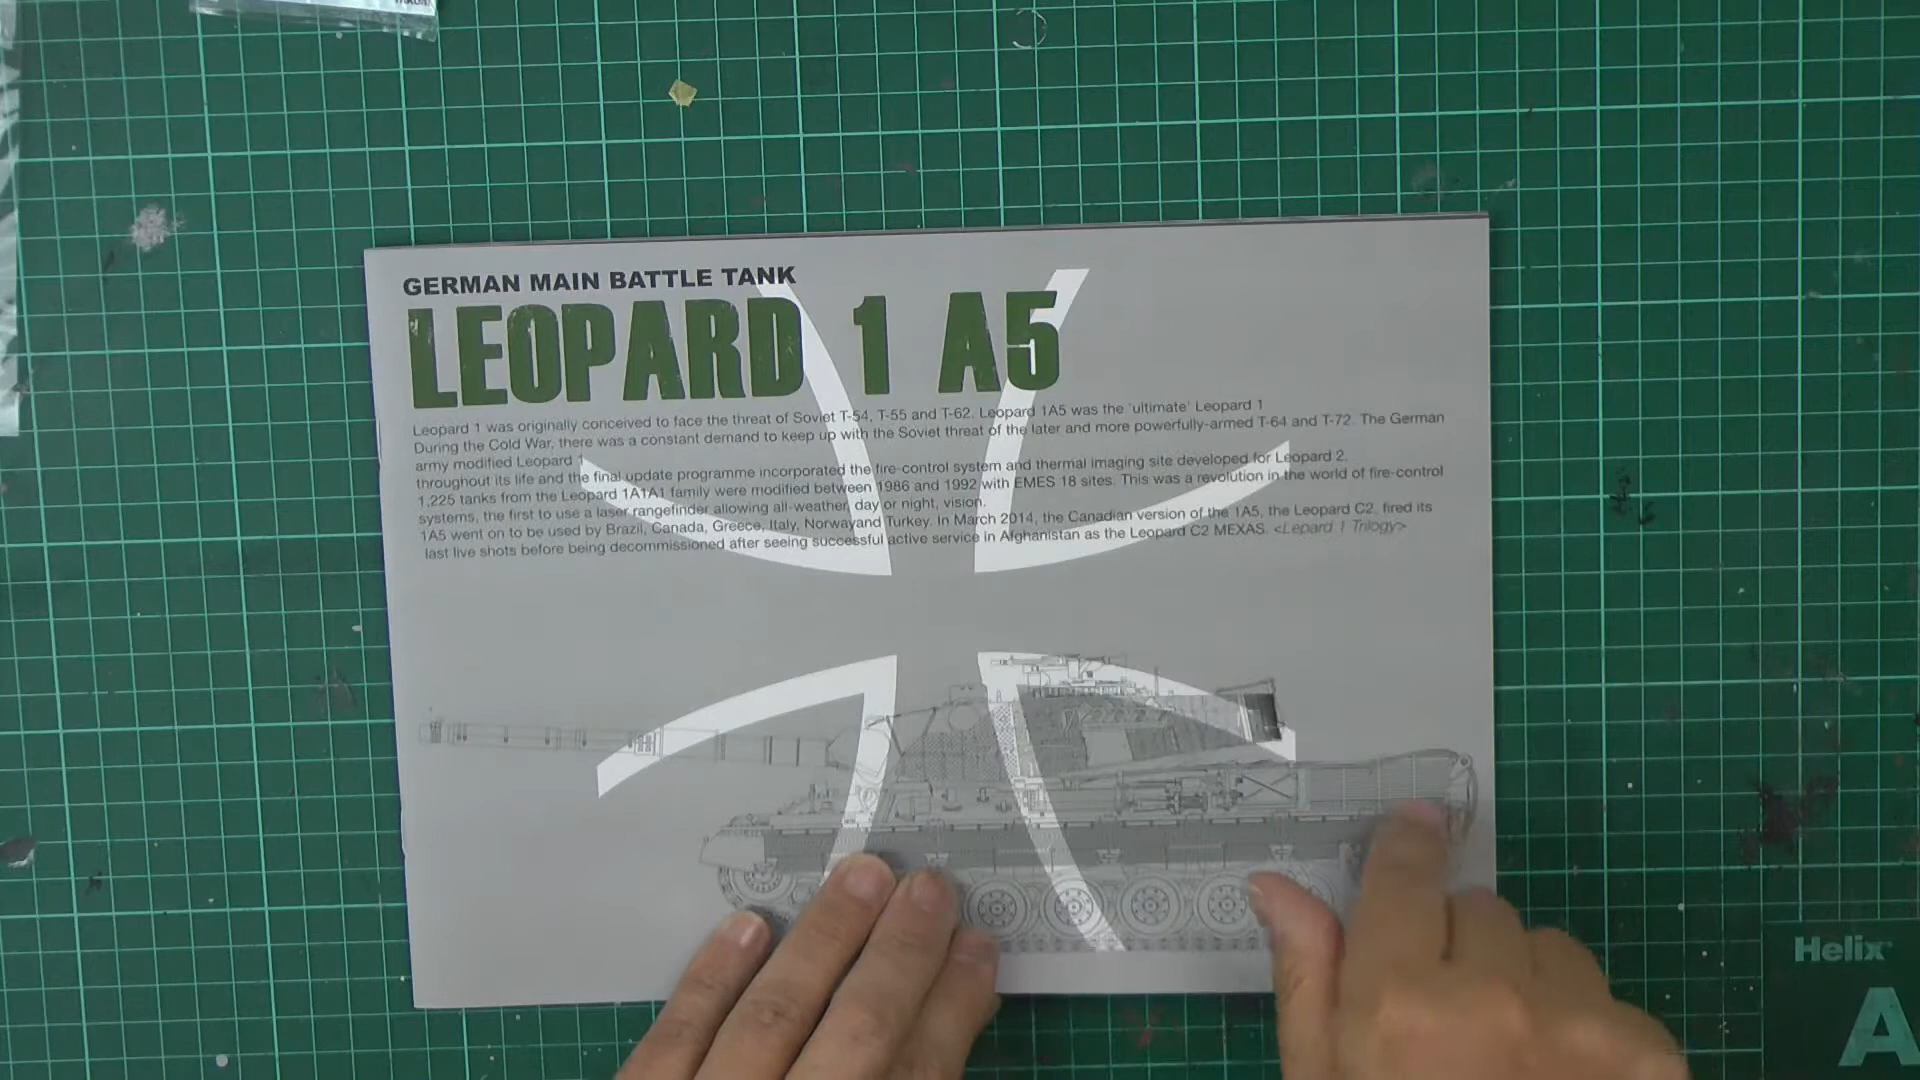 GERMAN MAIN BATTLE TANK
LEOPARD 1 A5
Leopard 1 was originally conceived to face the threat of Soviet T-54, T-55 and T-62. Leopard 1A5 was the 'ultimate' Leopard 1
During the Cold War, there was a constant demand to keep up with the Soviet threat of the later and more powerfully-armed T-64 and T-72. The German
army modified Leopard 1
throughout its life and the final update programme incorporated the fire-control system and thermal imaging site developed for Leopard 2.
1,225 tanks from the Leopard 1A1A1 family were modified between 1986 and 1992 with EMES 18 sites. This was a revolution in the world of fire-control
systems, the first to use a laser rangefinder allowing all-weather, day or night, vision.
1A5 went on to be used by Brazil, Canada, Greece, Italy, Norwayand Turkey. In March 2014, the Canadian version of the 1A5, the Leopard C2, fired its
last live shots before being decommissioned after seeing successful active service in Afghanistan as the Leopard C2 MEXAS. <Lepard 1 Trilogy>
Helix
A